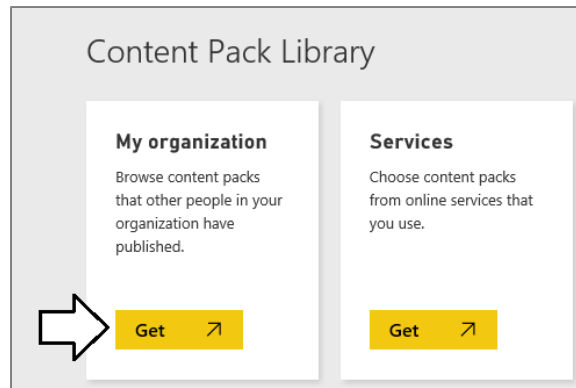 Content Pack Library
My organization
Browse content packs
that other people in your
organization have
published.
Get
Services
Choose content packs
from online services that
you use.
Get